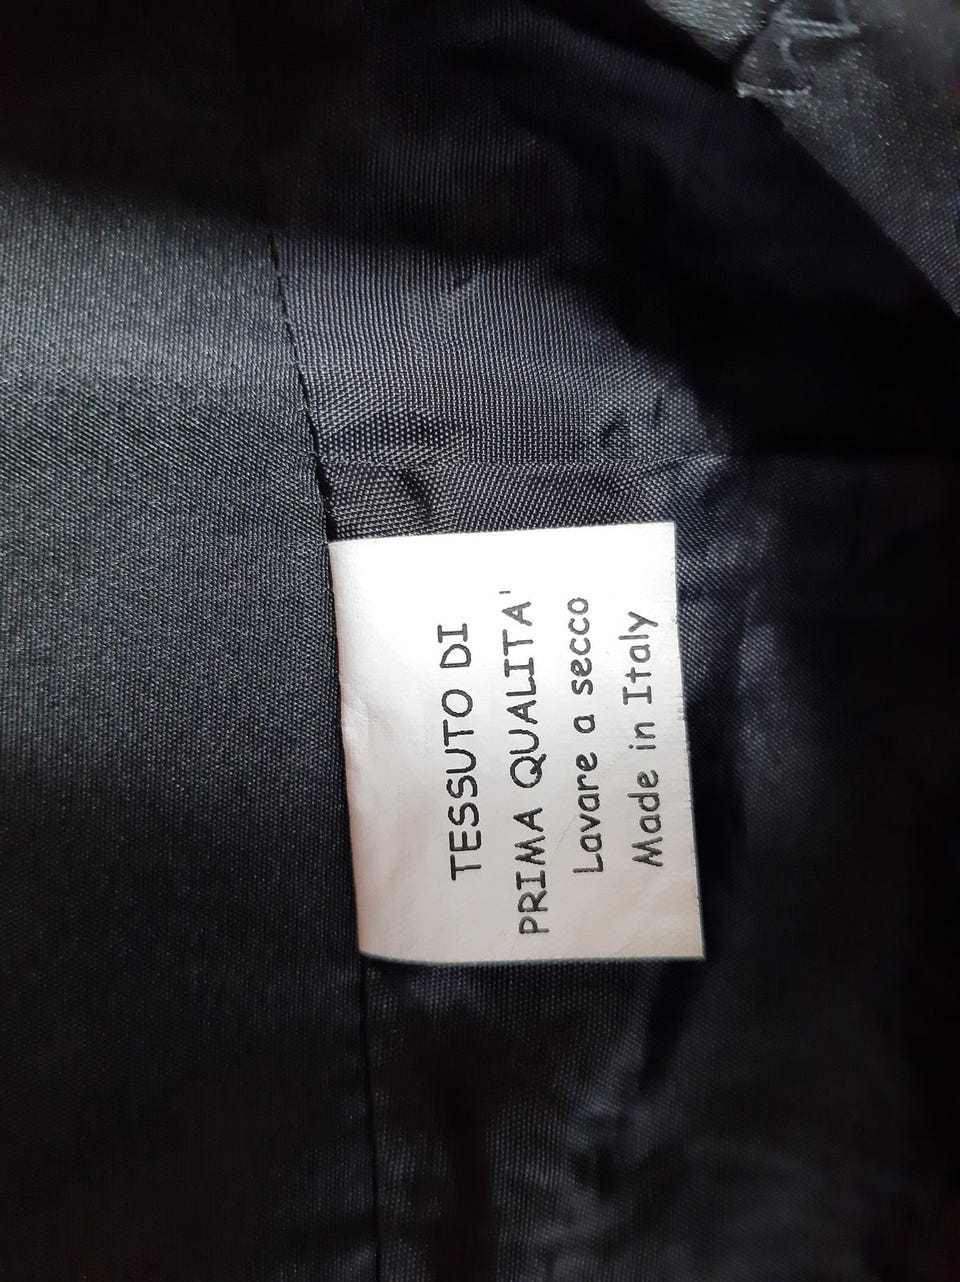 TESSUTO DI
PRIMA QUALITA'
Lavare a secco
Made in Italy